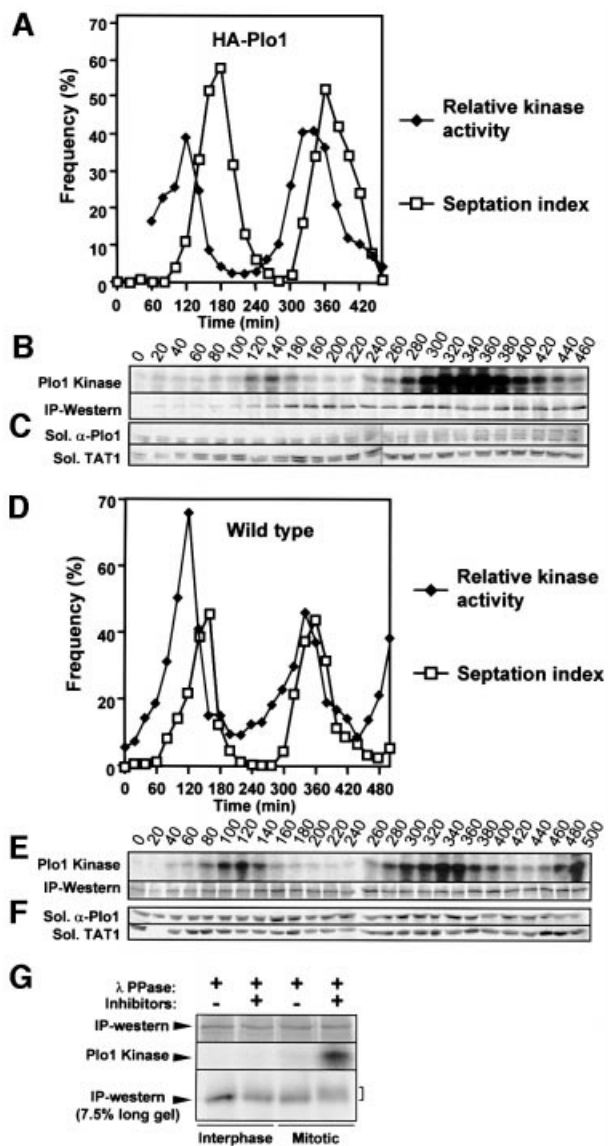 A
HA-Plo1
Frequency (%)
70
60
50
40
30
20
10
0
0 60 120 180 240 300 360 420
Time (min)
Relative kinase
activity
Septation index
B
0 20 40 60 80 100 120 140 180 160 200 220 240 260 280 300 320 340 360 380 400 420 440 460
Plo1 Kinase
IP-Western
C
Sol. α-Plo1
Sol. TAT1
D
Wild type
Frequency (%)
70
60
40
20
0
0 60 120 180 240 300 360 420 480
Time (min)
Relative kinase
activity
Septation index
E
0 20 40 60 80 100 120 140 160 180 200 220 240 260 280 300 320 340 360 380 400 420 440 460 480 500
Plo1 Kinase
IP-Western
F
Sol. α-Plo1
Sol. TAT1
G
λ PPase: + + + +
Inhibitors: - + - +
IP-western
Plo1 Kinase
IP-western
(7.5% long gel)
Interphase Mitotic